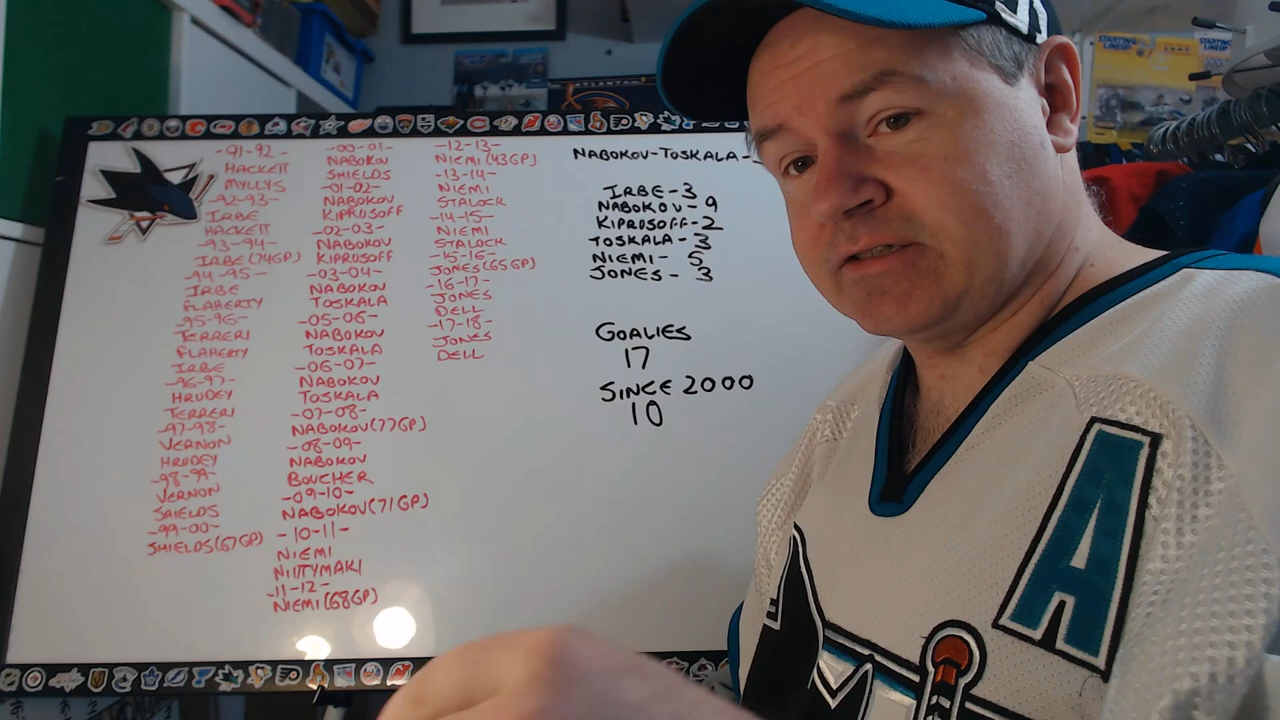 -91-92-
HACKETT
MYLLYS
-92-93-
IRBE
HACKETT
-93-94-
IRBE(74GP)
-94-95-
IRBE
FLAHERTY
-95-96-
TERRERI
FLAHERTY
IRBE
-96-97-
HRUDEY
TERRERI
-97-98-
VERNON
HRUDEY
-98-99-
VERNON
SHIELDS
-99-00-
SHIELDS(67GP)
-00-01-
NABOKOV
SHIELDS
-01-02-
NABOKOV
KIPRUSOFF
-02-03-
NABOKOV
KIPRUSOFF
-03-04-
NABOKOV
TOSKALA
-05-06-
NABOKOV
TOSKALA
-06-07-
NABOKOV
TOSKALA
-07-08-
NABOKOV(77GP)
-08-09-
NABOKOV
BOUCHER
-09-10-
NABOKOV(71GP)
-10-11-
NIEMI
NIITYMAKI
-11-12-
NIEMI(68GP)
-12-13-
NIEMI(43GP)
-13-14-
NIEMI
STALOCK
-14-15-
NIEMI
STALOCK
-15-16-
JONES(65GP)
-16-17-
JONES
DELL
-17-18-
JONES
DELL
NABOKOV-TOSKALA-
IRBE-3
NABOKOV-9
KIPRUSOFF-2
TOSKALA-3
NIEMI-5
JONES-3
GOALIES
17
SINCE 2000
10
ATLANTA
STARTING LINEUP
STARTING LINEUP
A